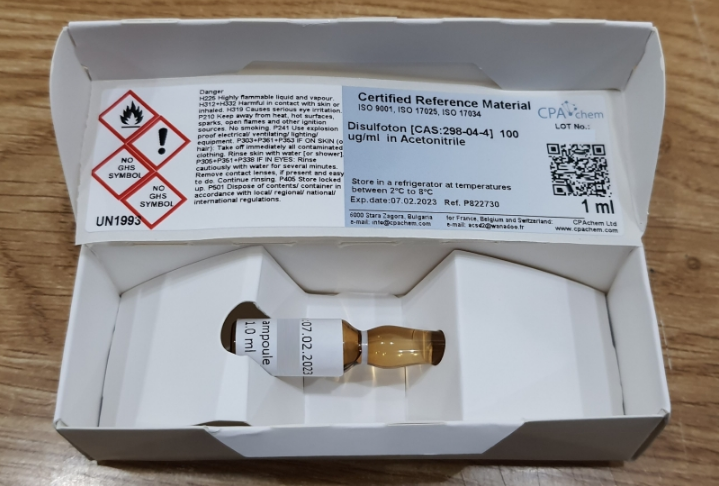 Danger
H225 Highly flammable liquid and vapour.
H312+H332 Harmful in contact with skin or
inhaled. H319 Causes serious eye irritation.
P210 Keep away from heat, hot surfaces,
sparks, open flames and other ignition
sources. No smoking. P241 Use explosion
proof electrical/ ventilating/ lighting/
equipment. P303+P361+P353 IF ON SKIN (o
hair): Take off immediately all contaminated
clothing. Rinse skin with water [or shower].
P305+P351+P338 IF IN EYES: Rinse
cautiously with water for several minutes.
Remove contact lenses, if present and easy
to do. Continue rinsing. P405 Store locked
up. P501 Dispose of contents/ container in
accordance with local/ regional/ national/
international regulations.
NO
GHS
SYMBOL
NO
GHS
SYMBOL
UN1993
Certified Reference Material
ISO 9001, ISO 17025, ISO 17034
CPAchem
LOT No.:
Disulfoton [CAS:298-04-4] 100
ug/ml in Acetonitrile
Store in a refrigerator at temperatures
between 2°C to 8°C
Exp.date:07.02.2023 Ref. P822730
1 ml
6000 Stara Zagora, Bulgaria
e-mail: info@cpachem.com
for France, Belgium and Switzerland:
CPAchem Ltd
www.cpachem.com
07.02.2023
ampoule
1.0 ml